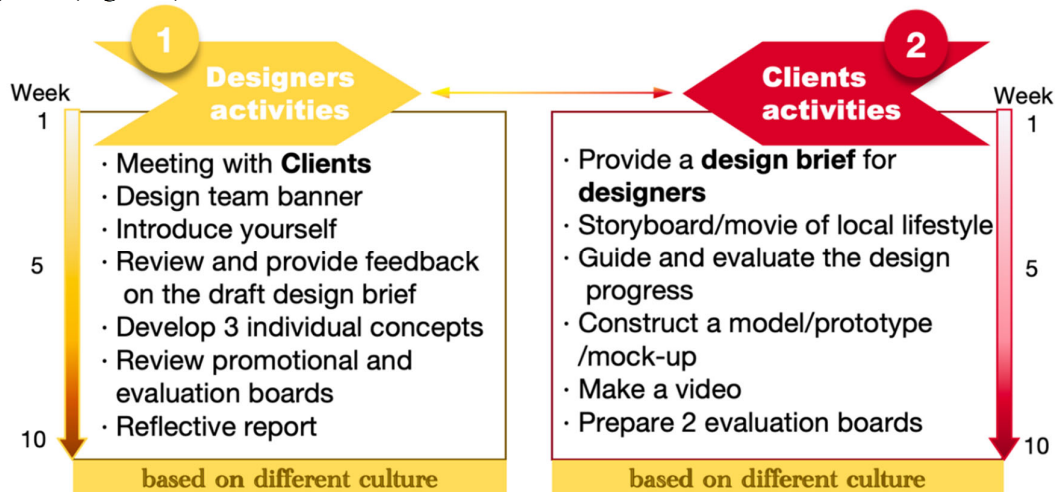 1
Designers
activities
Week
1
5
10
· Meeting with Clients
· Design team banner
· Introduce yourself
· Review and provide feedback
on the draft design brief
· Develop 3 individual concepts
· Review promotional and
evaluation boards
· Reflective report
based on different culture
2
Clients
activities
Week
1
5
10
· Provide a design brief for
designers
· Storyboard/movie of local lifestyle
· Guide and evaluate the design
progress
· Construct a model/prototype
/mock-up
· Make a video
· Prepare 2 evaluation boards
based on different culture